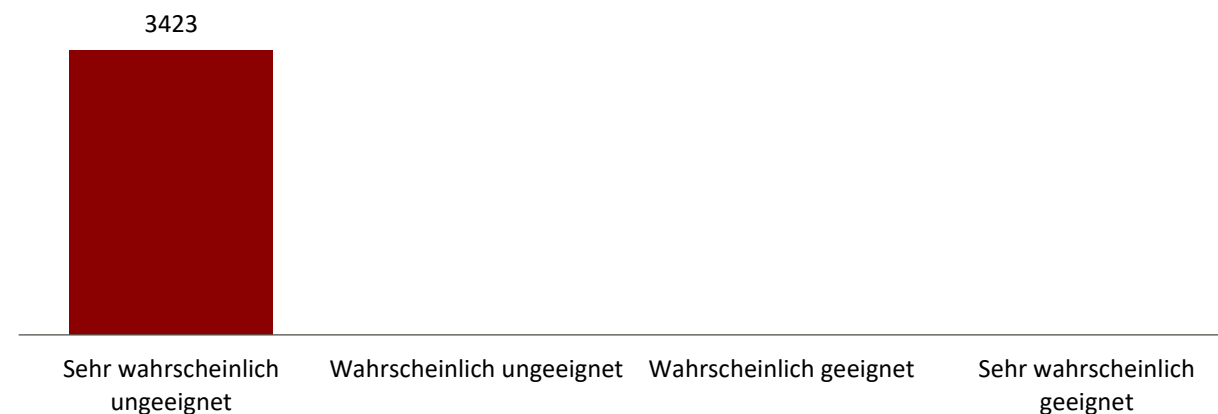 3423
Sehr wahrscheinlich
ungeeignet
Wahrscheinlich ungeeignet
Wahrscheinlich geeignet
Sehr wahrscheinlich
geeignet